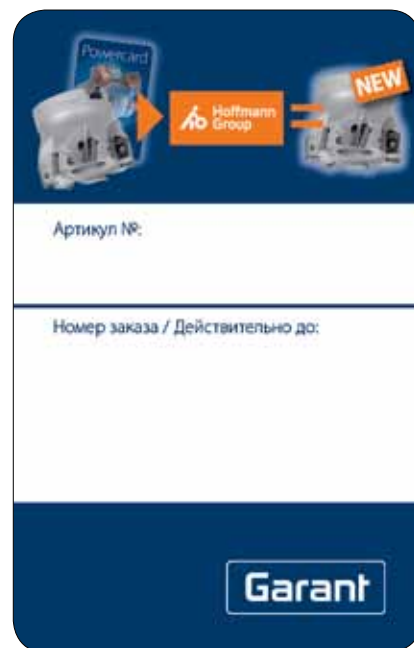 Powercard
NEW
Hoffmann
Group
Артикул №:
Номер заказа / Действительно до:
Garant